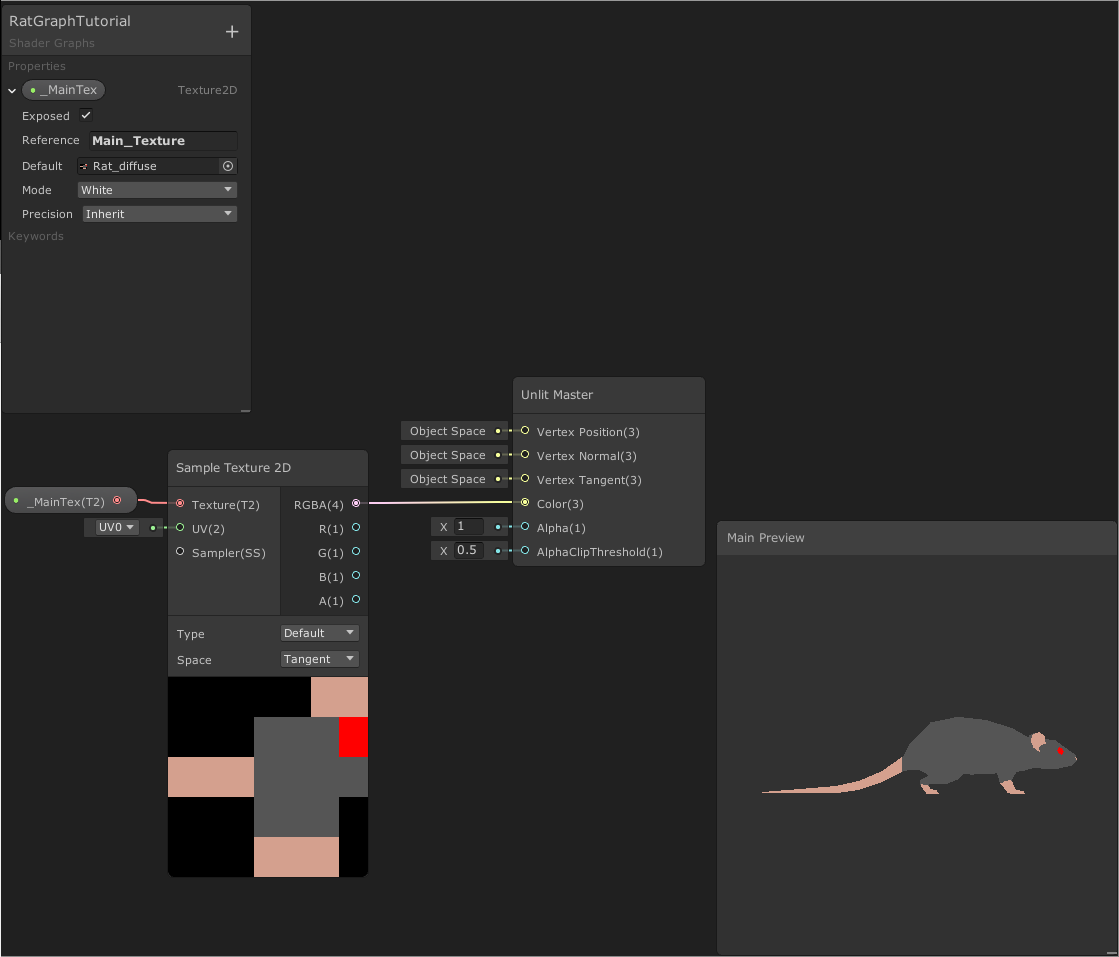 RatGraphTutorial
Shader Graphs
Properties
_MainTex Texture2D
Exposed
Reference Main_Texture
Default Rat_diffuse
Mode White
Precision Inherit
Keywords
Unlit Master
Object Space Vertex Position(3)
Object Space Vertex Normal(3)
Object Space Vertex Tangent(3)
Color(3)
X 1 Alpha(1)
X 0.5 AlphaClipThreshold(1)
Sample Texture 2D
_MainTex(T2) Texture(T2) RGBA(4)
UV0 UV(2) R(1)
Sampler(SS) G(1)
B(1)
A(1)
Type Default
Space Tangent
Main Preview